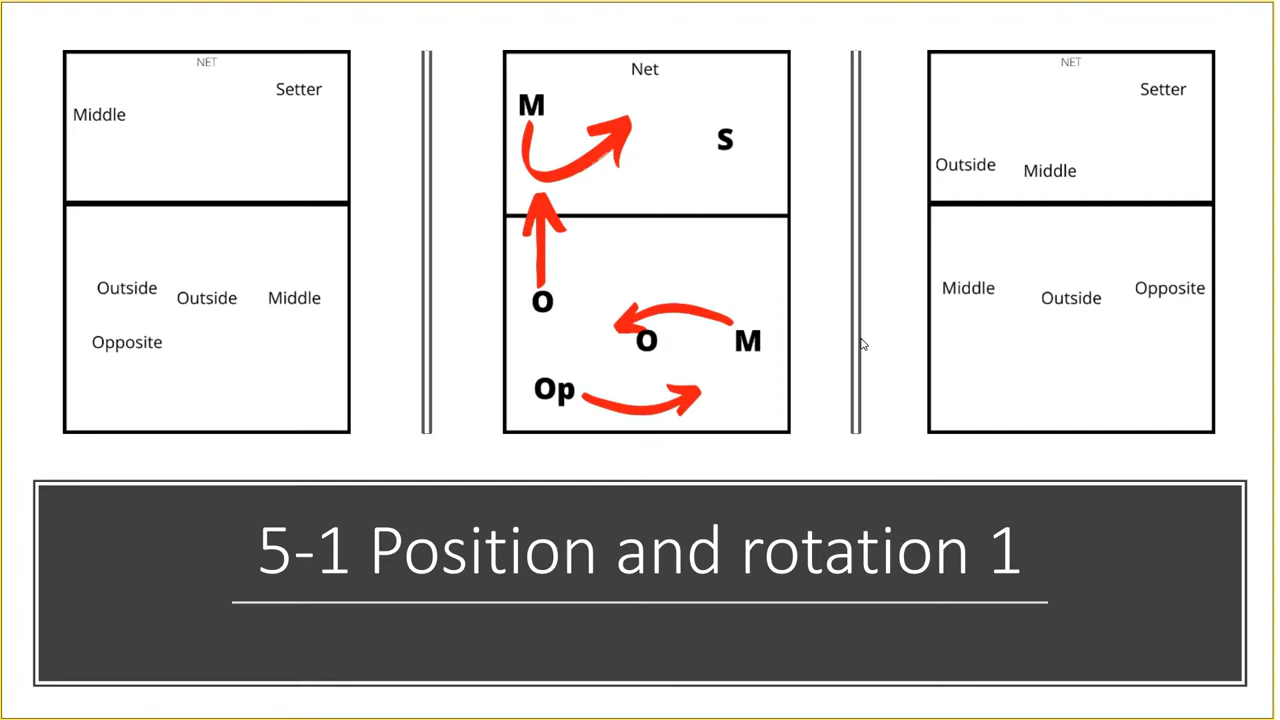 NET
Setter
Middle
Outside
Outside
Middle
Opposite
Net
M
S
O
O
M
Op
NET
Setter
Outside
Middle
Middle
Outside
Opposite
5-1 Position and rotation 1